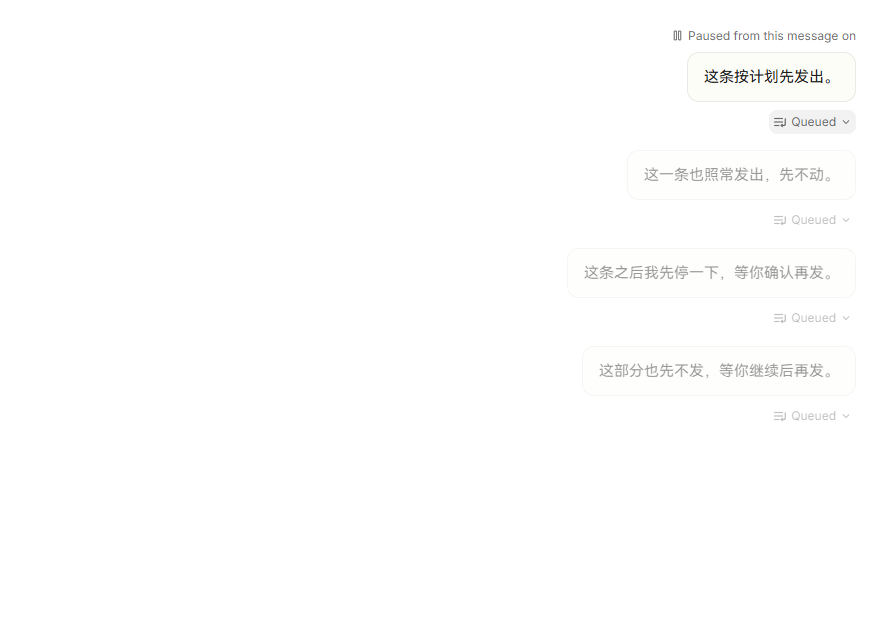 Paused from this message on
这条按计划先发出。
Queued
这一条也照常发出，先不动。
Queued
这条之后我先停一下，等你确认再发。
Queued
这部分也先不发，等你继续后再发。
Queued